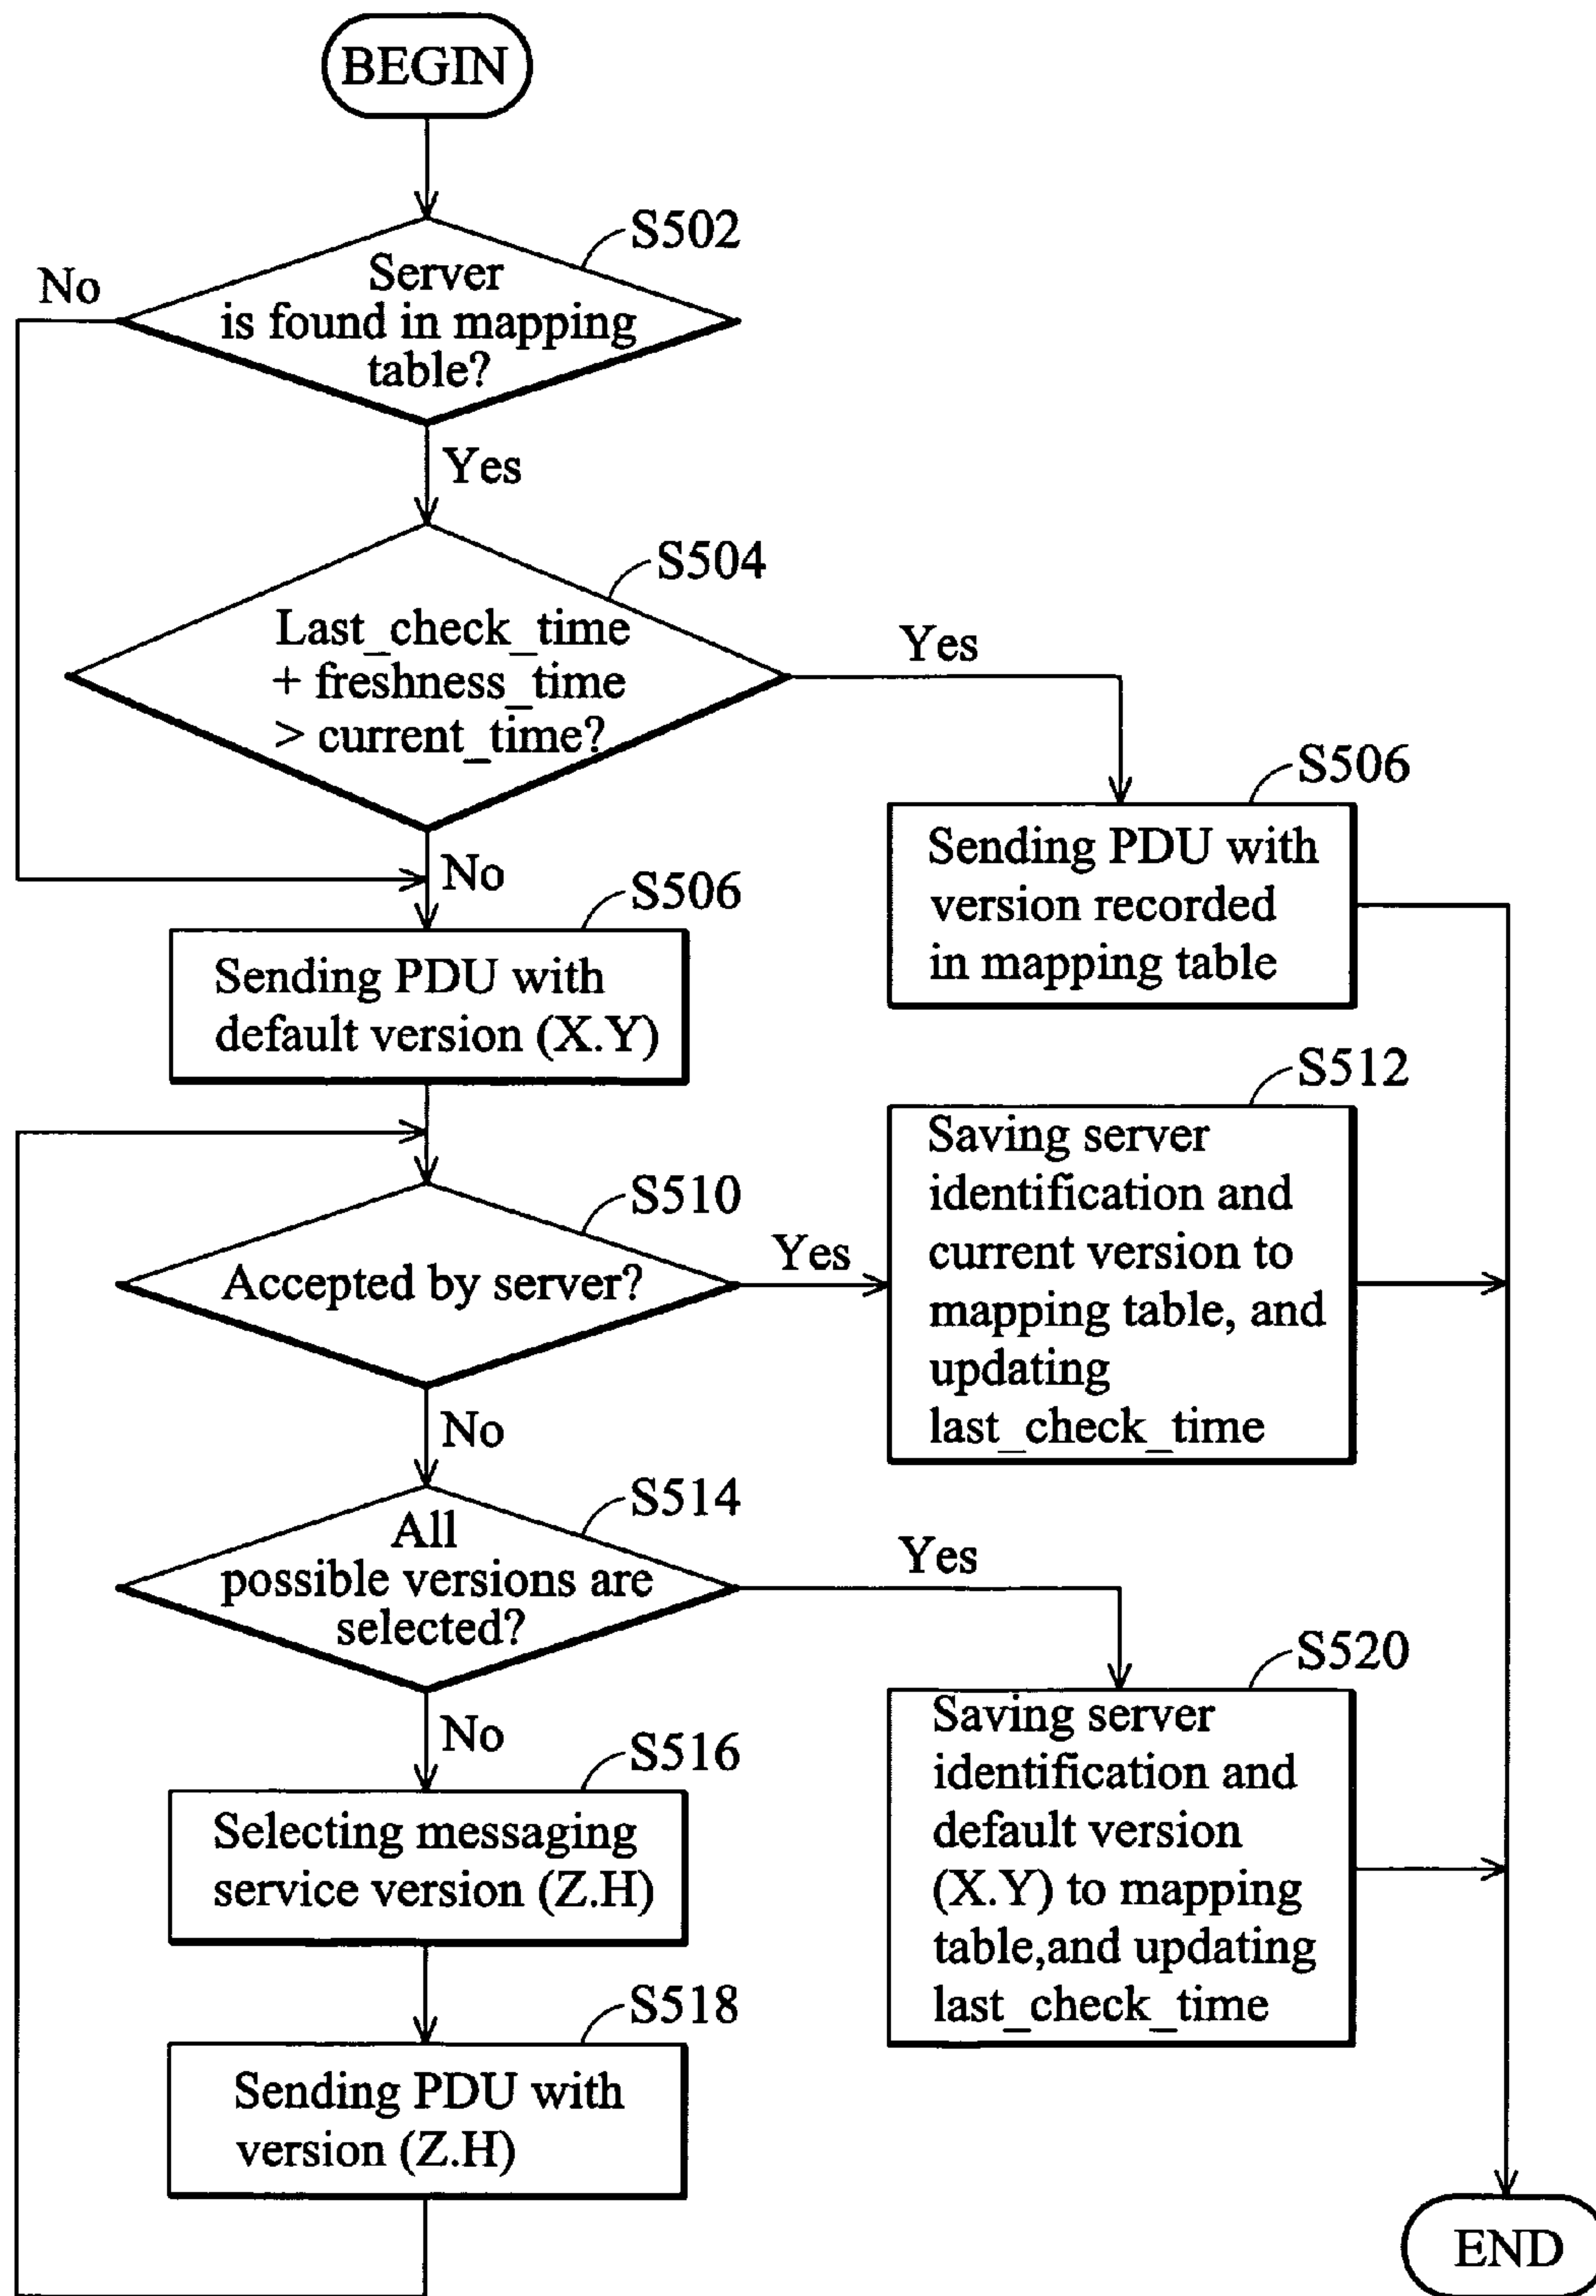 BEGIN
S502
No
Server
is found in mapping
table?
Yes
S504
Last_check_time
+ freshness_time
> current_time?
Yes
No
S506
Sending PDU with
version recorded
in mapping table
S506
Sending PDU with
default version (X.Y)
S510
Accepted by server?
Yes
S512
Saving server
identification and
current version to
mapping table, and
updating
last_check_time
No
S514
All
possible versions are
selected?
Yes
No
S520
Saving server
identification and
default version
(X.Y) to mapping
table,and updating
last_check_time
S516
Selecting messaging
service version (Z.H)
S518
Sending PDU with
version (Z.H)
END